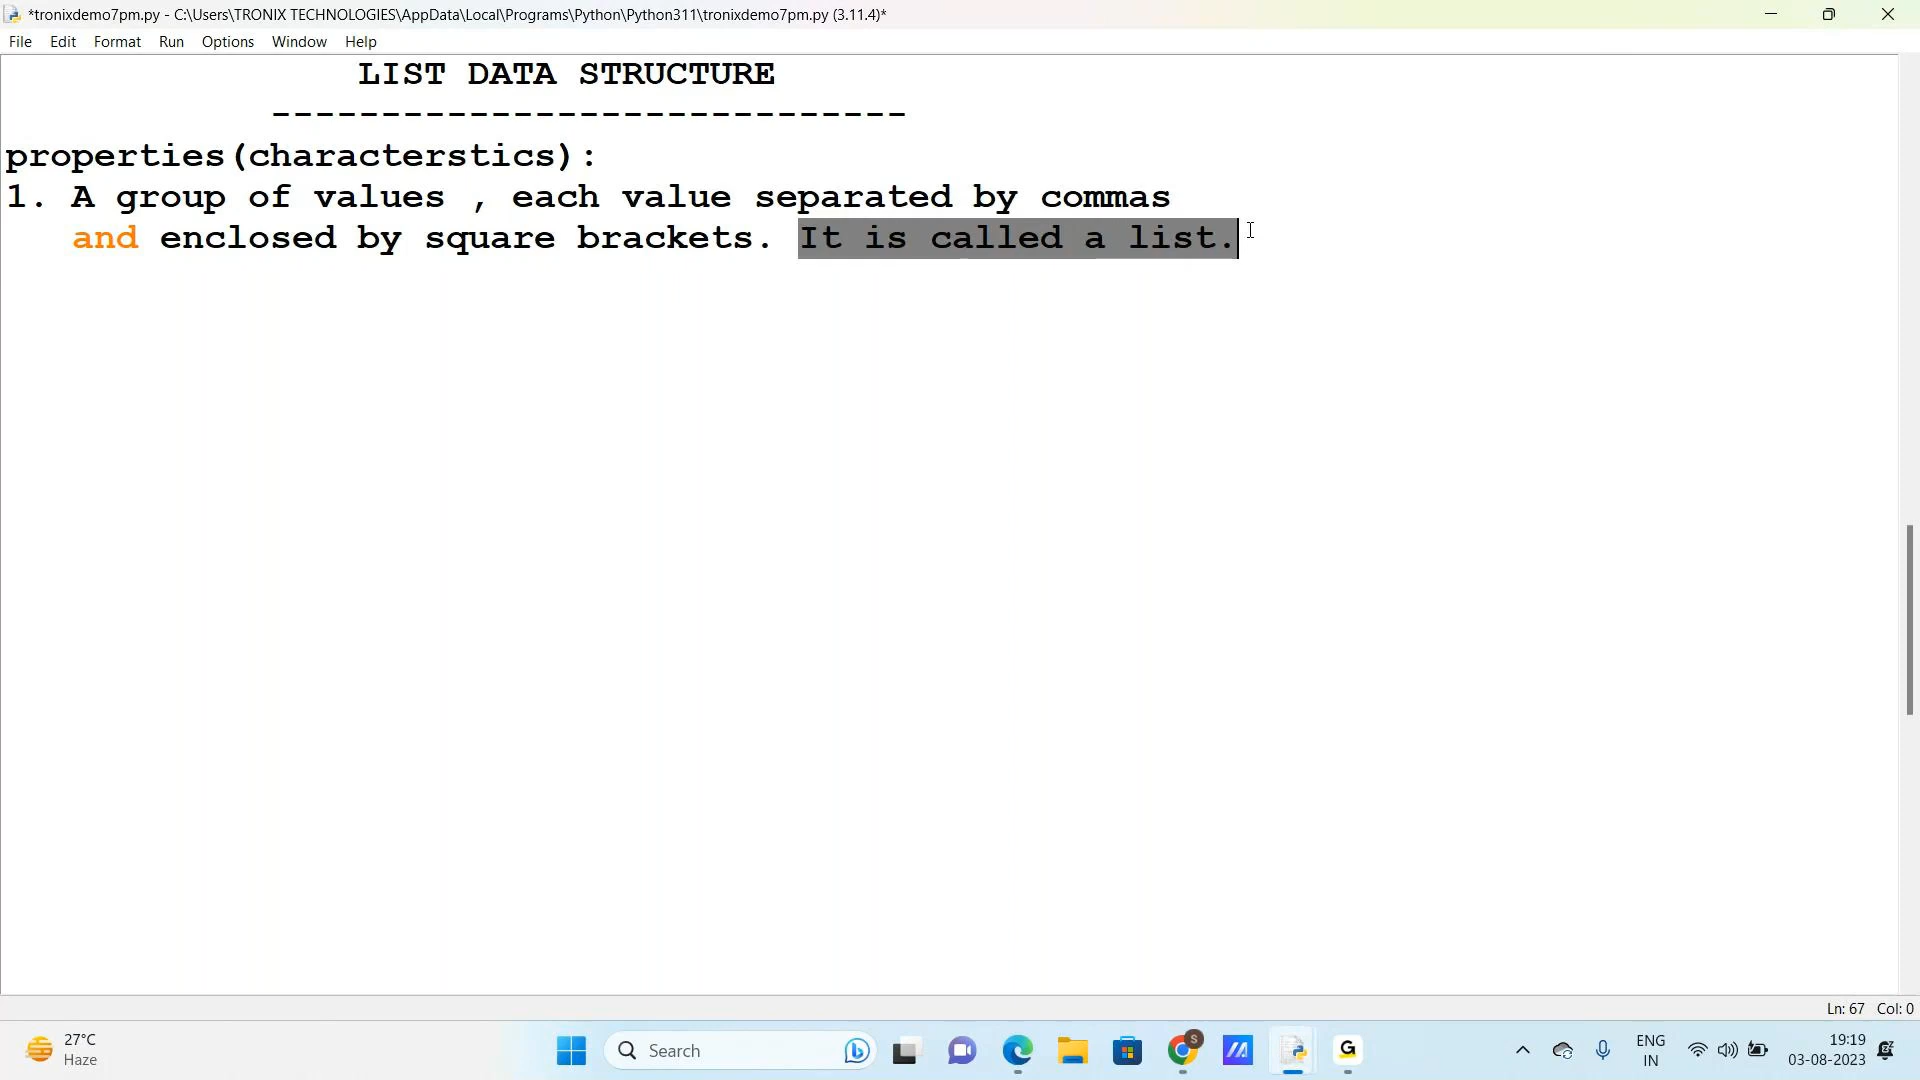 *tronixdemo7pm.py - C:\Users\TRONIX TECHNOLOGIES\AppData\Local\Programs\Python\Python311\tronixdemo7pm.py (3.11.4)*
File Edit Format Run Options Window Help
LIST DATA STRUCTURE
-----------------------------
properties(characterstics):
1. A group of values , each value separated by commas
and enclosed by square brackets. It is called a list.
Ln: 67 Col: 0
27°C
Haze
Search
S
G
ENG
IN
19:19
03-08-2023